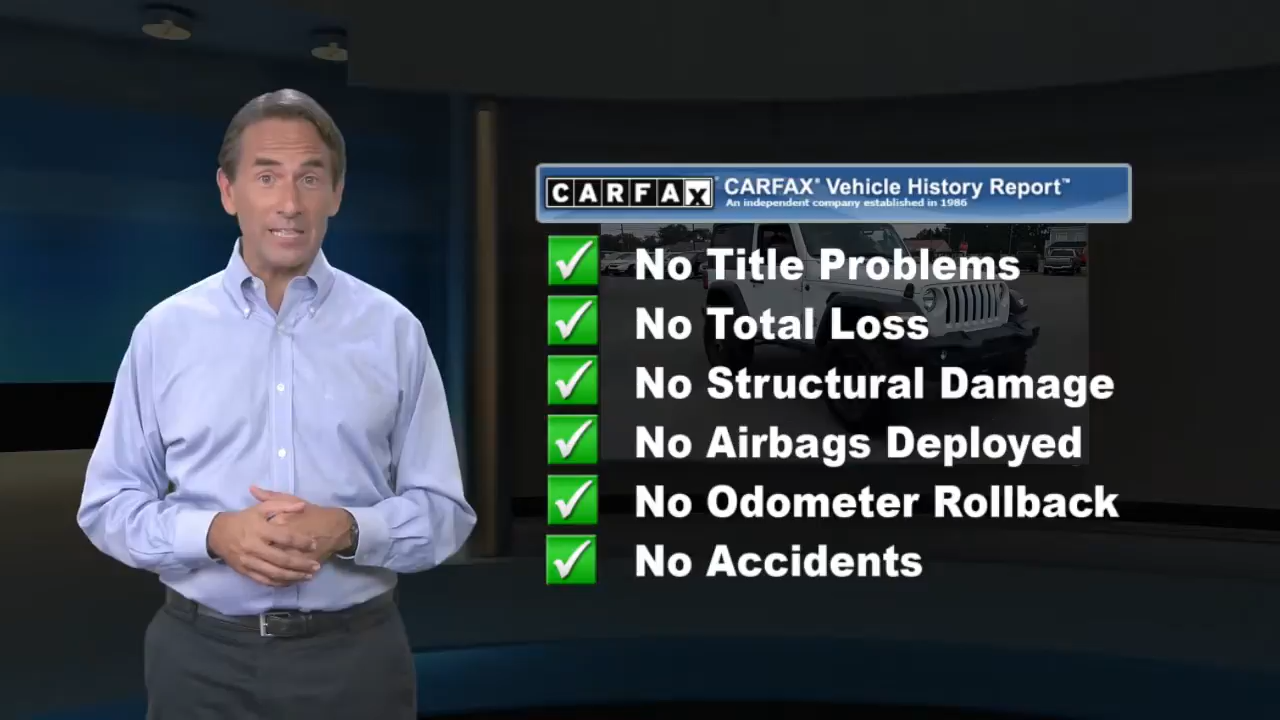 CARFAX® CARFAX® Vehicle History Report™
An independent company established in 1986
No Title Problems
No Total Loss
No Structural Damage
No Airbags Deployed
No Odometer Rollback
No Accidents